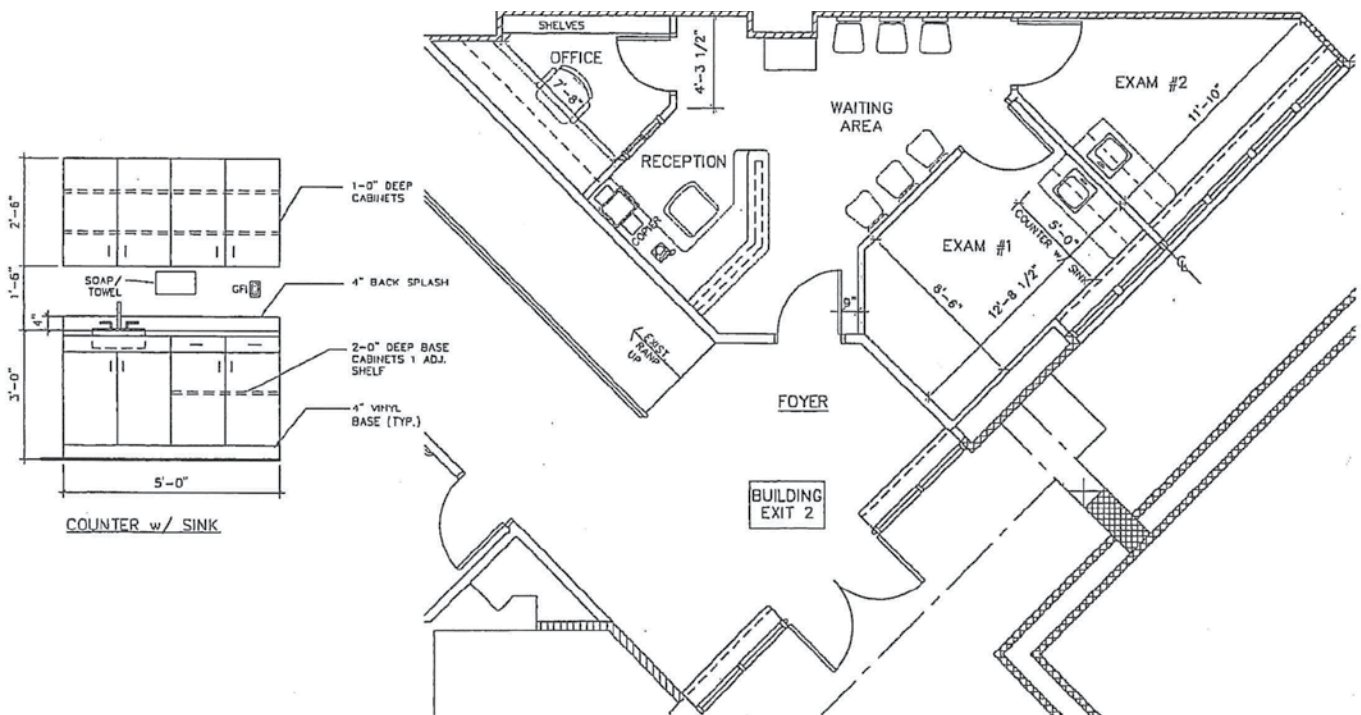 2'-6"
1'-6"
4"
3'-0"
5'-0"
1-0" DEEP
CABINETS
SOAP/
TOWEL
GFI
4" BACK SPLASH
2-0" DEEP BASE
CABINETS 1 ADJ.
SHELF
4" VINYL
BASE (TYP.)
COUNTER w/ SINK
SHELVES
OFFICE
7'-8"
4'-3 1/2"
RECEPTION
COPIER
WAITING
AREA
EXAM #2
11'-10"
EXAM #1
5'-0"
COUNTER w/ SINK
8'-6"
12'-8 1/2"
9"
CL
EXIST
RAMP
UP
FOYER
BUILDING
EXIT 2